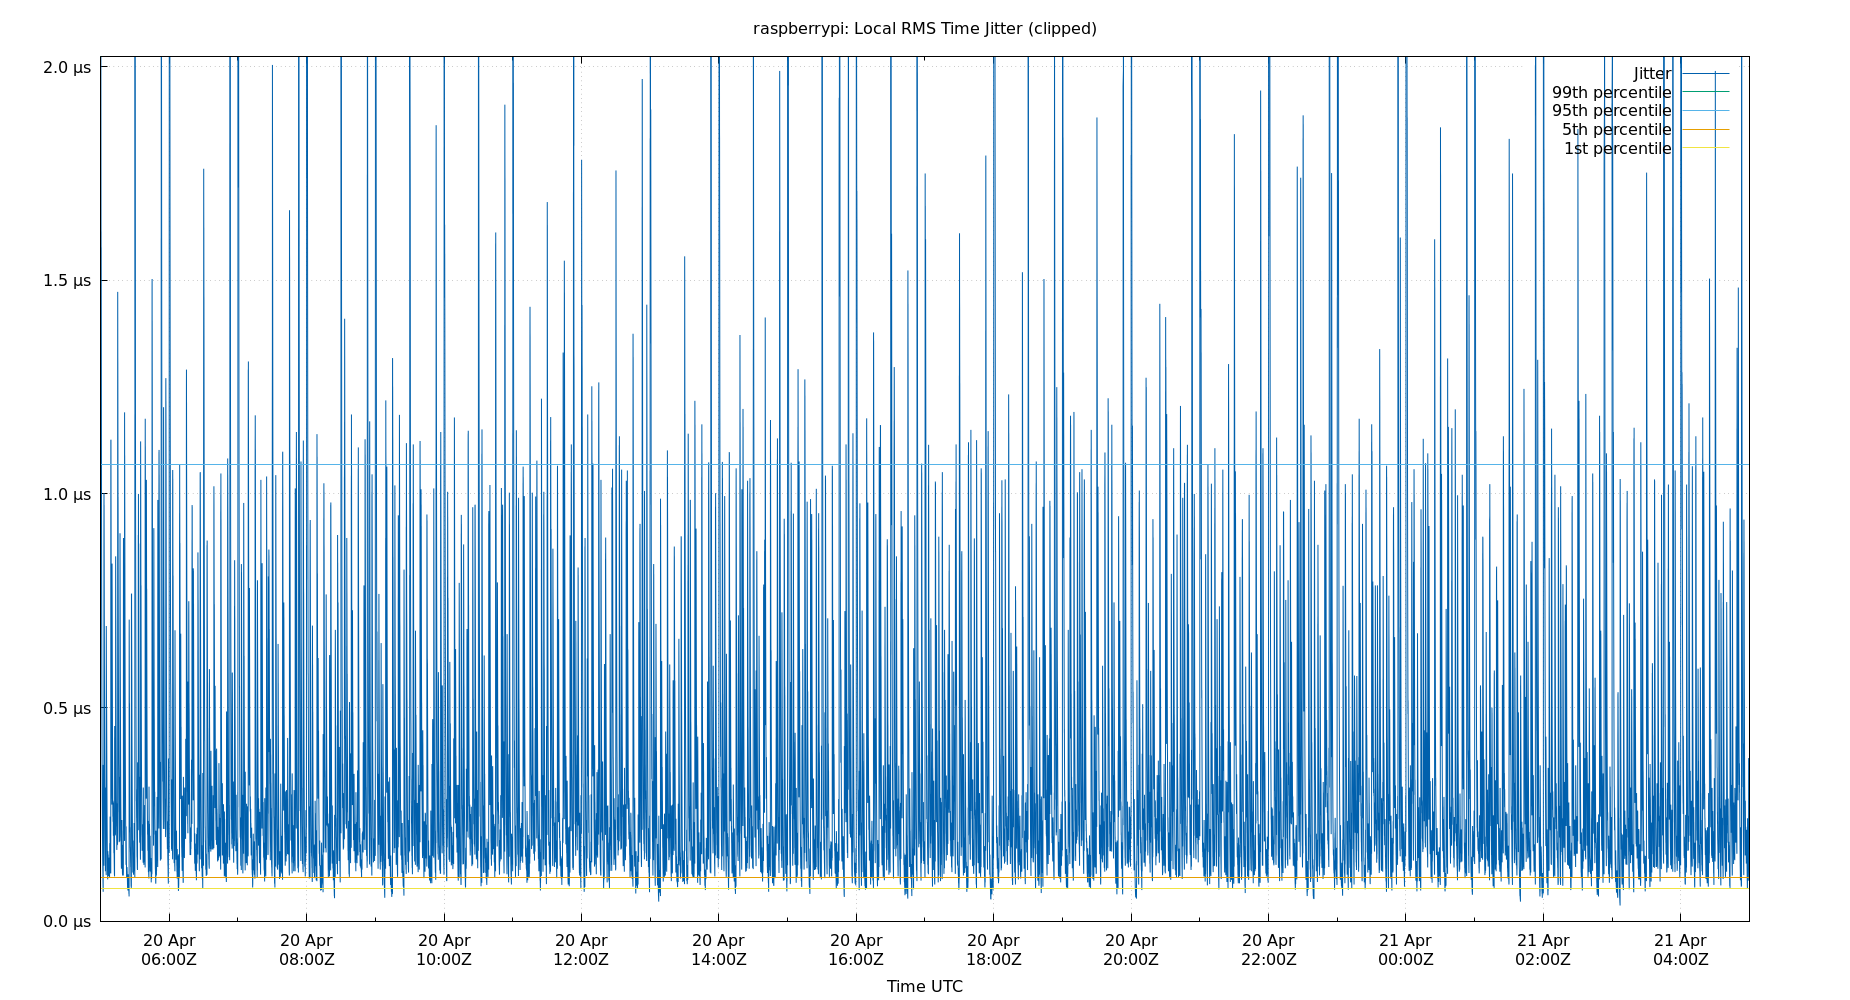 raspberrypi: Local RMS Time Jitter (clipped)
2.0 μs
1.5 μs
1.0 μs
0.5 μs
0.0 μs
Jitter
99th percentile
95th percentile
5th percentile
1st percentile
20 Apr 20 Apr 20 Apr 20 Apr 20 Apr 20 Apr 20 Apr 20 Apr 20 Apr 21 Apr 21 Apr 21 Apr
06:00Z 08:00Z 10:00Z 12:00Z 14:00Z 16:00Z 18:00Z 20:00Z 22:00Z 00:00Z 02:00Z 04:00Z
Time UTC